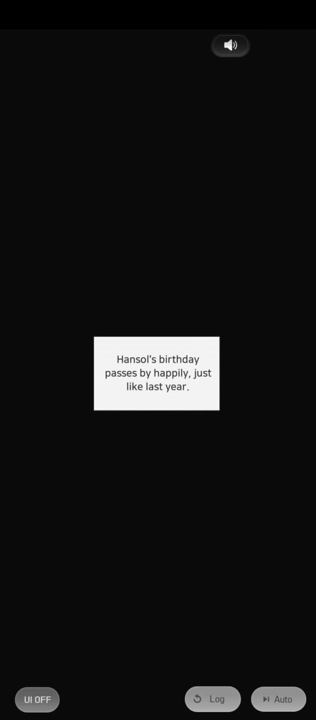 Hansol's birthday
passes by happily, just
like last year.
UI OFF
Log
Auto